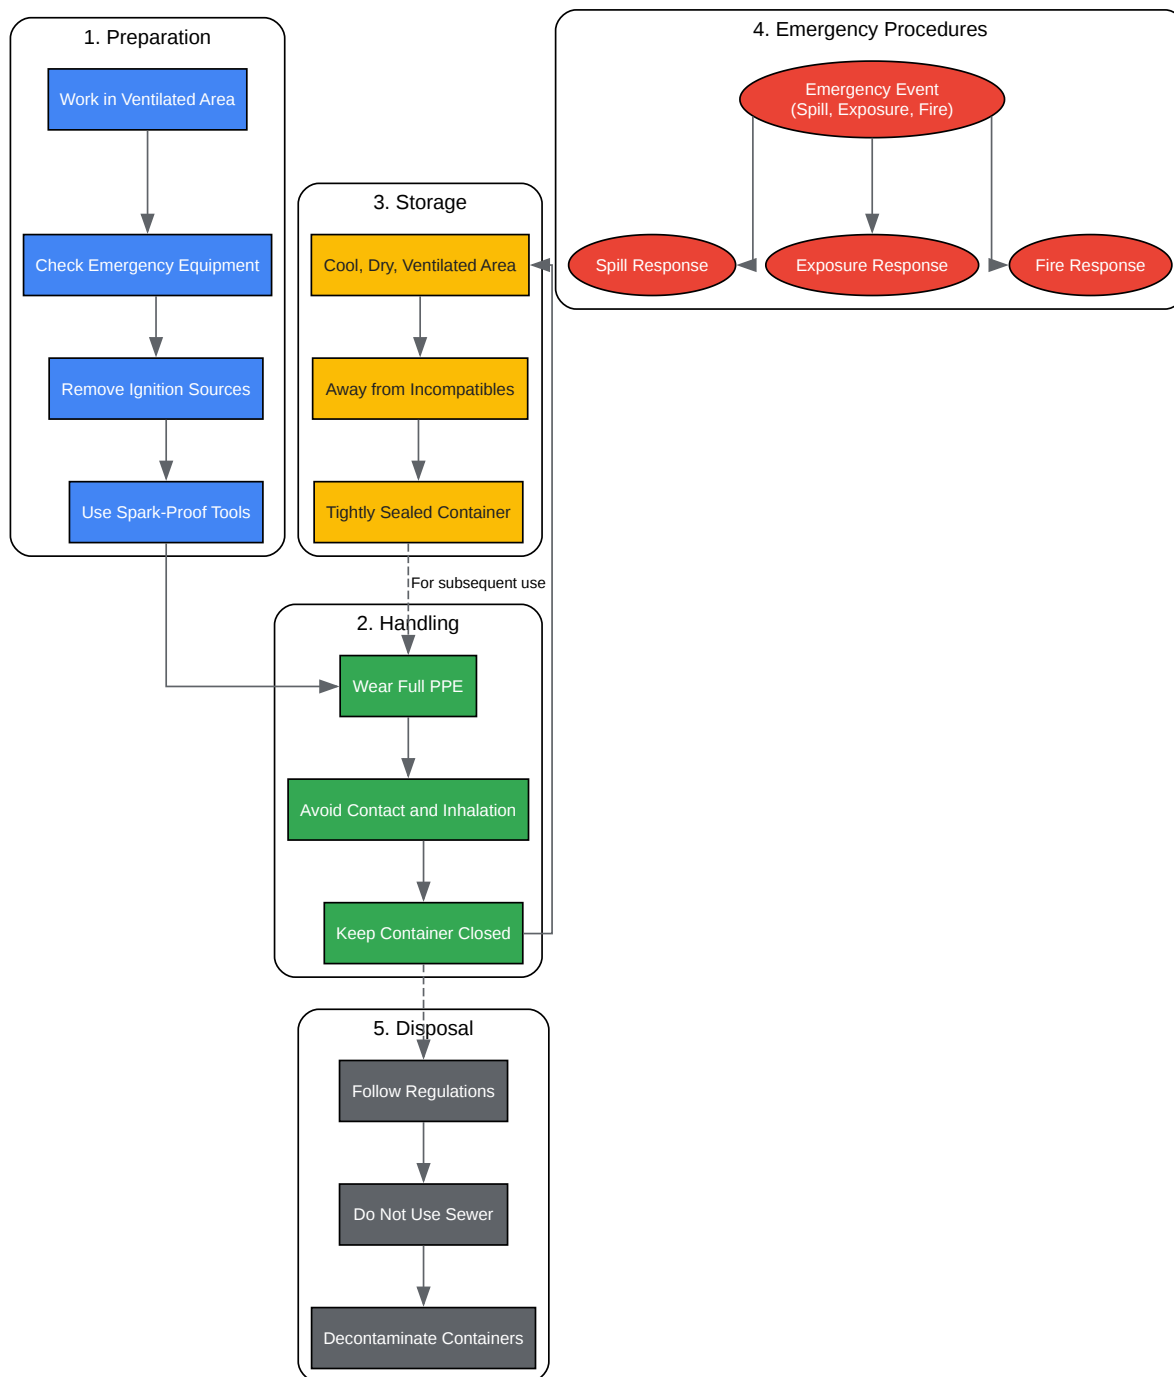 1. Preparation
Work in Ventilated Area
Check Emergency Equipment
Remove Ignition Sources
Use Spark-Proof Tools
3. Storage
Cool, Dry, Ventilated Area
Away from Incompatibles
Tightly Sealed Container
For subsequent use
4. Emergency Procedures
Emergency Event
(Spill, Exposure, Fire)
Spill Response
Exposure Response
Fire Response
2. Handling
Wear Full PPE
Avoid Contact and Inhalation
Keep Container Closed
5. Disposal
Follow Regulations
Do Not Use Sewer
Decontaminate Containers